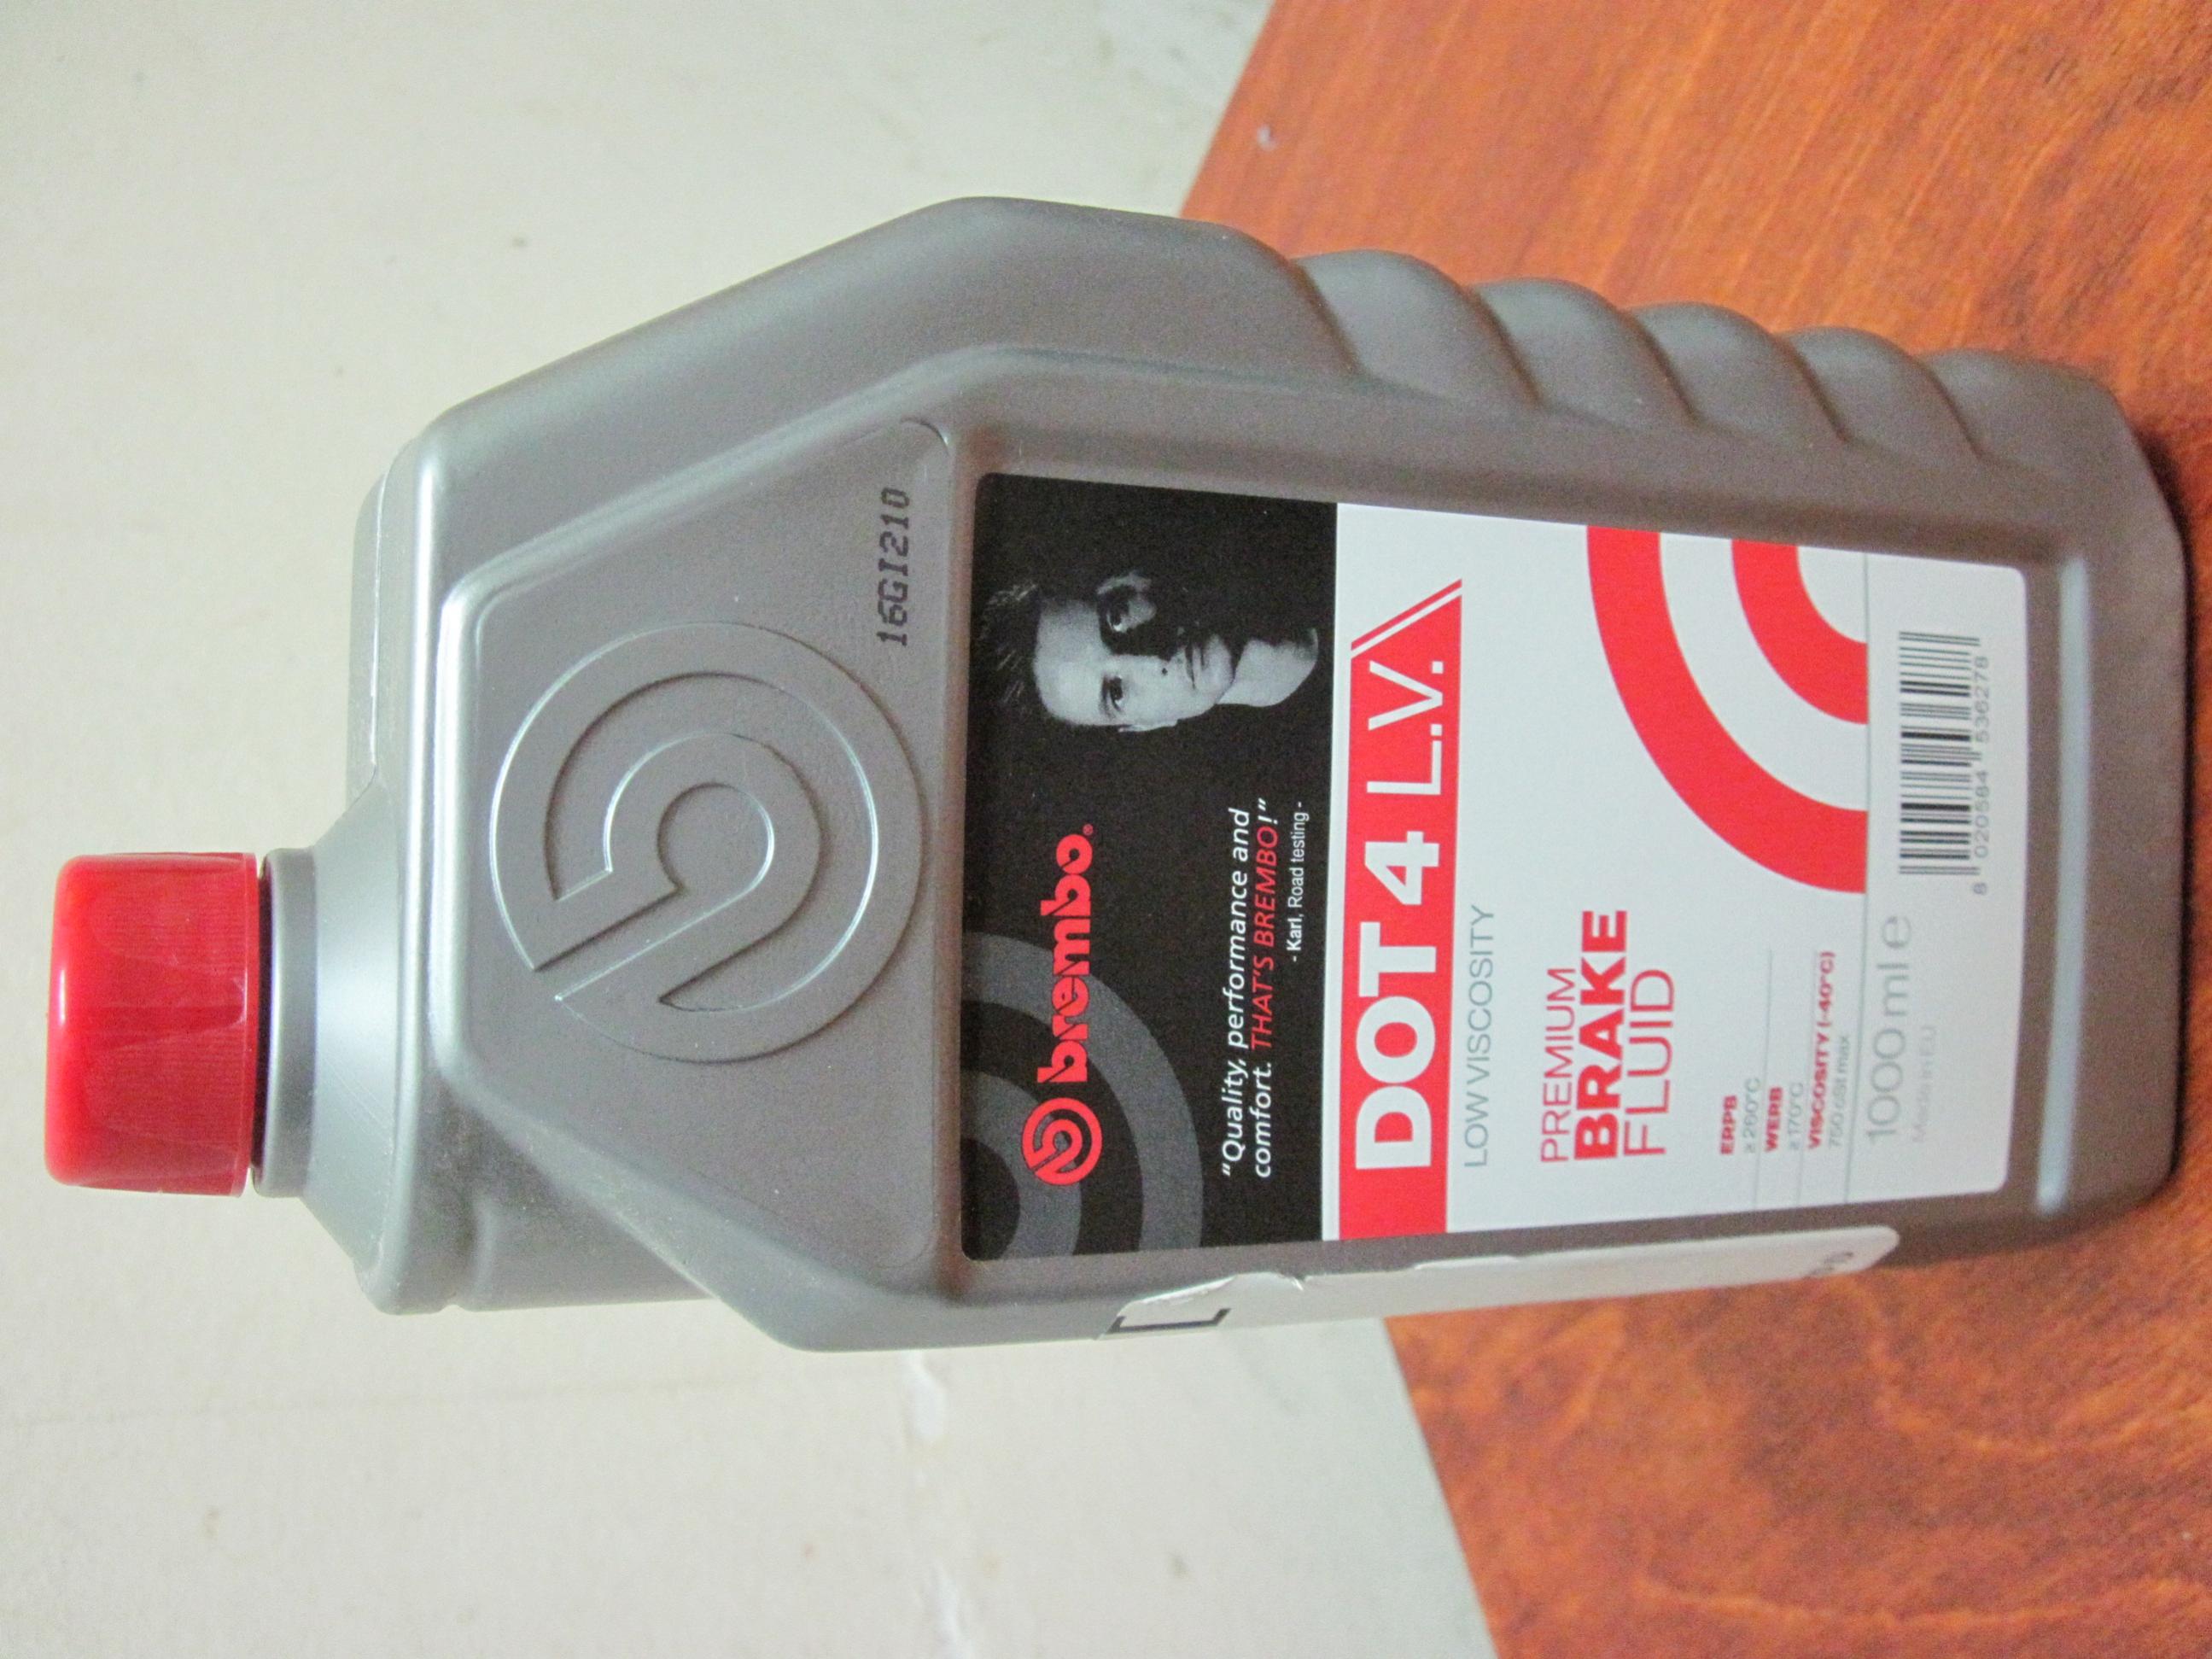 16GI210
brembo®
"Quality, performance and
comfort. THAT'S BREMBO!"
- Karl, Road testing -
DOT 4 L.V.
LOW VISCOSITY
PREMIUM
BRAKE
FLUID
ERPB
≥ 260°C
WERB
≥ 170°C
VISCOSITY (-40°C)
750 cSt max
1000 ml e
Made in EU
8 020584 536278